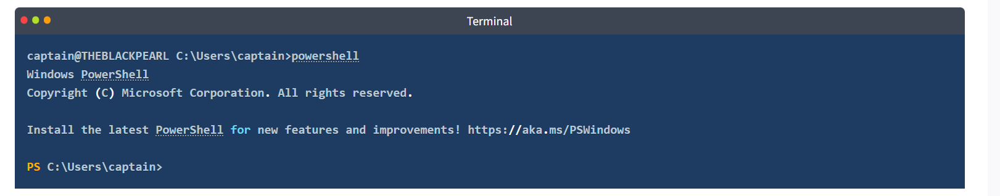 Terminal
captain@THEBLACKPEARL C:\Users\captain>powershell
Windows PowerShell
Copyright (C) Microsoft Corporation. All rights reserved.
Install the latest PowerShell for new features and improvements! https://aka.ms/PSWindows
PS C:\Users\captain>